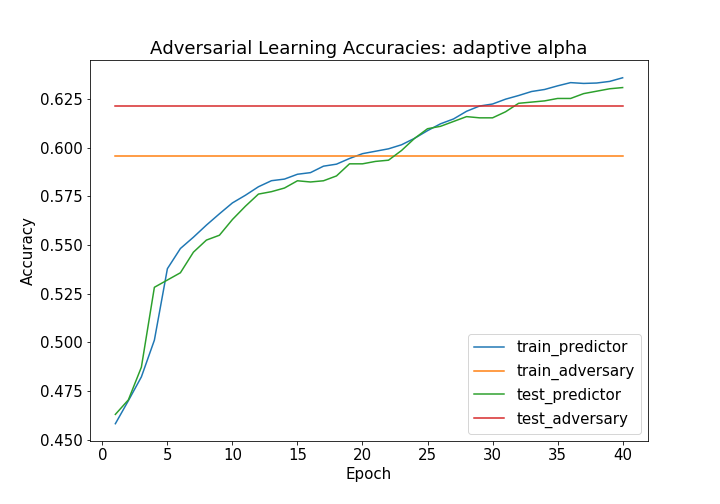 Adversarial Learning Accuracies: adaptive alpha
Accuracy
0.625
0.600
0.575
0.550
0.525
0.500
0.475
0.450
0 5 10 15 20 25 30 35 40
Epoch
train_predictor
train_adversary
test_predictor
test_adversary